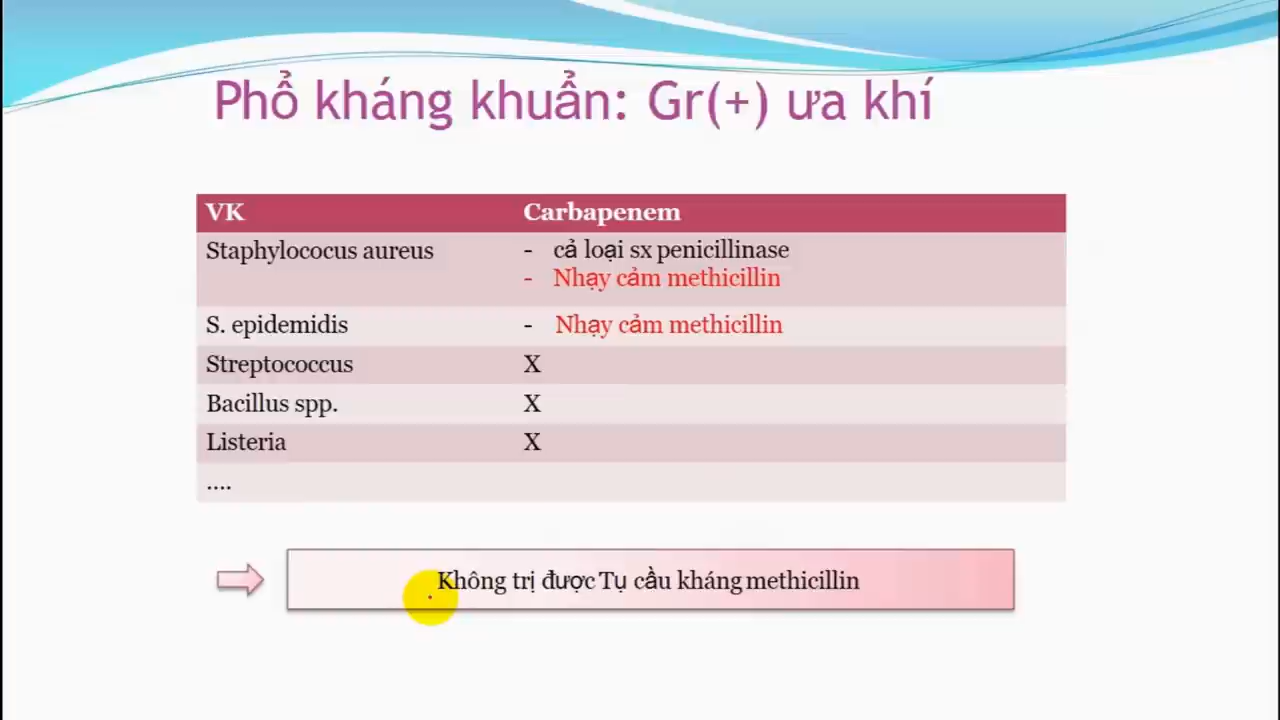 Phổ kháng khuẩn: Gr(+) ưa khí
VK Carbapenem
Staphylococus aureus - cả loại sx penicillinase
- Nhạy cảm methicillin
S. epidemidis - Nhạy cảm methicillin
Streptococcus X
Bacillus spp. X
Listeria X
....
Không trị được Tụ cầu kháng methicillin